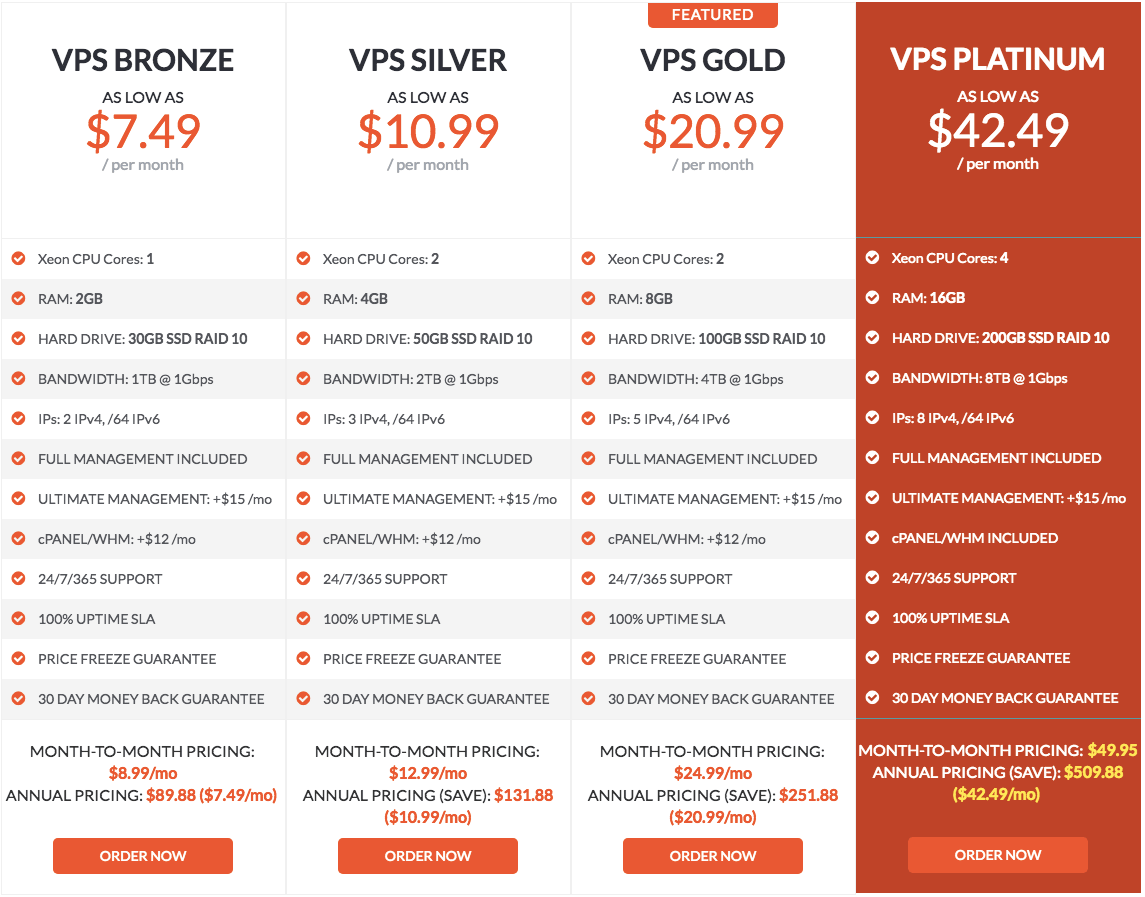 VPS BRONZE
AS LOW AS
$7.49
/ per month
Xeon CPU Cores: 1
RAM: 2GB
HARD DRIVE: 30GB SSD RAID 10
BANDWIDTH: 1TB @ 1Gbps
IPs: 2 IPv4, /64 IPv6
FULL MANAGEMENT INCLUDED
ULTIMATE MANAGEMENT: +$15 /mo
cPANEL/WHM: +$12 /mo
24/7/365 SUPPORT
100% UPTIME SLA
PRICE FREEZE GUARANTEE
30 DAY MONEY BACK GUARANTEE
MONTH-TO-MONTH PRICING:
$8.99/mo
ANNUAL PRICING: $89.88 ($7.49/mo)
ORDER NOW
VPS SILVER
AS LOW AS
$10.99
/ per month
Xeon CPU Cores: 2
RAM: 4GB
HARD DRIVE: 50GB SSD RAID 10
BANDWIDTH: 2TB @ 1Gbps
IPs: 3 IPv4, /64 IPv6
FULL MANAGEMENT INCLUDED
ULTIMATE MANAGEMENT: +$15 /mo
cPANEL/WHM: +$12 /mo
24/7/365 SUPPORT
100% UPTIME SLA
PRICE FREEZE GUARANTEE
30 DAY MONEY BACK GUARANTEE
MONTH-TO-MONTH PRICING:
$12.99/mo
ANNUAL PRICING (SAVE): $131.88
($10.99/mo)
ORDER NOW
FEATURED
VPS GOLD
AS LOW AS
$20.99
/ per month
Xeon CPU Cores: 2
RAM: 8GB
HARD DRIVE: 100GB SSD RAID 10
BANDWIDTH: 4TB @ 1Gbps
IPs: 5 IPv4, /64 IPv6
FULL MANAGEMENT INCLUDED
ULTIMATE MANAGEMENT: +$15 /mo
cPANEL/WHM: +$12 /mo
24/7/365 SUPPORT
100% UPTIME SLA
PRICE FREEZE GUARANTEE
30 DAY MONEY BACK GUARANTEE
MONTH-TO-MONTH PRICING:
$24.99/mo
ANNUAL PRICING (SAVE): $251.88
($20.99/mo)
ORDER NOW
VPS PLATINUM
AS LOW AS
$42.49
/ per month
Xeon CPU Cores: 4
RAM: 16GB
HARD DRIVE: 200GB SSD RAID 10
BANDWIDTH: 8TB @ 1Gbps
IPs: 8 IPv4, /64 IPv6
FULL MANAGEMENT INCLUDED
ULTIMATE MANAGEMENT: +$15 /mo
cPANEL/WHM INCLUDED
24/7/365 SUPPORT
100% UPTIME SLA
PRICE FREEZE GUARANTEE
30 DAY MONEY BACK GUARANTEE
MONTH-TO-MONTH PRICING: $49.95
ANNUAL PRICING (SAVE): $509.88
($42.49/mo)
ORDER NOW